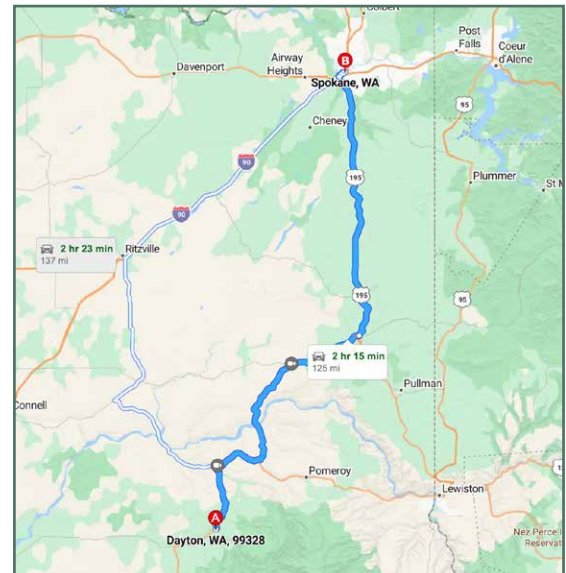 Colbert
Post
Falls
Coeur
d'Alene
Davenport
Airway
Heights
B
Spokane, WA
Cheney
95
90
195
Plummer
St M
90
2 hr 23 min
137 mi
Ritzville
195
95
2 hr 15 min
125 mi
Pullman
Connell
Pomeroy
Lewiston
A
Dayton, WA, 99328
Nez Perce I
Reservat